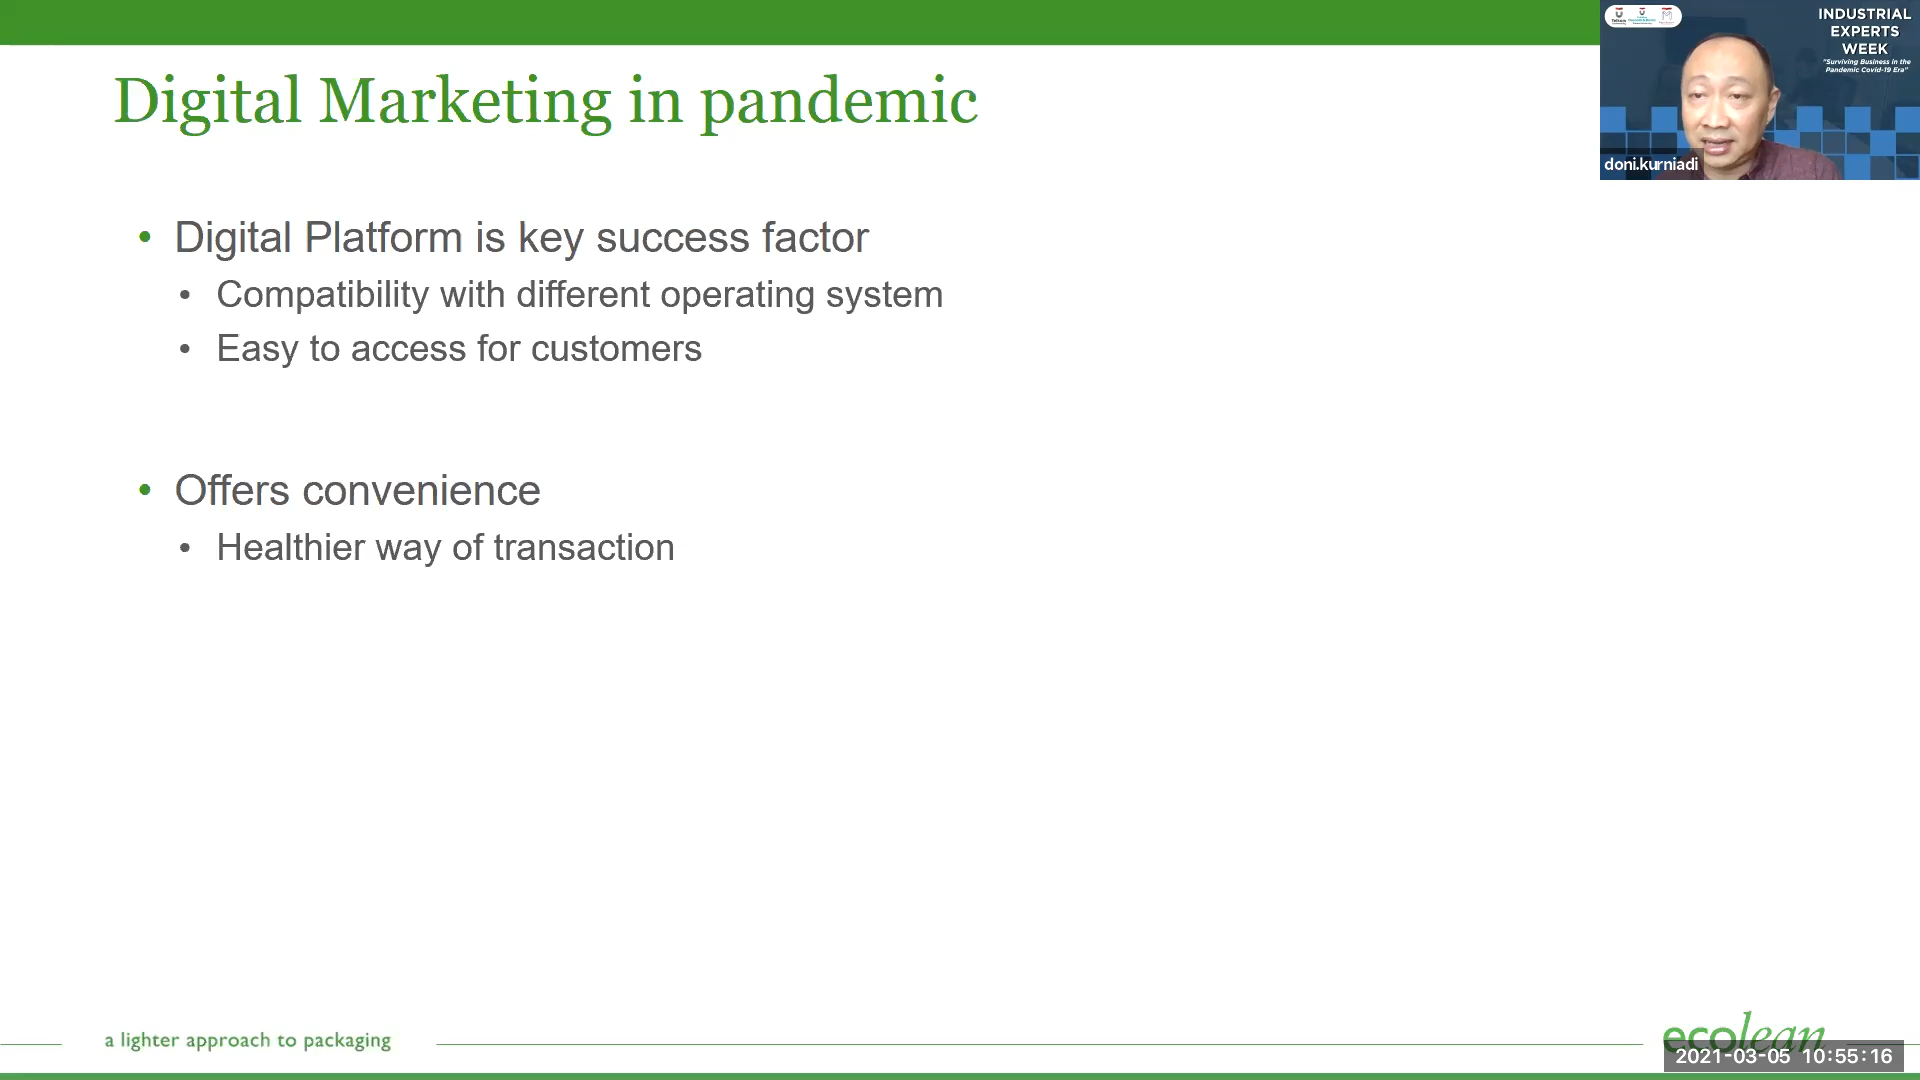 Digital Marketing in pandemic
INDUSTRIAL
EXPERTS
WEEK
"Surviving Business in the
Pandemic Covid-19 Era"
doni.kurniadi
• Digital Platform is key success factor
• Compatibility with different operating system
• Easy to access for customers
• Offers convenience
• Healthier way of transaction
a lighter approach to packaging
ecolean
2021-03-05 10:55:16